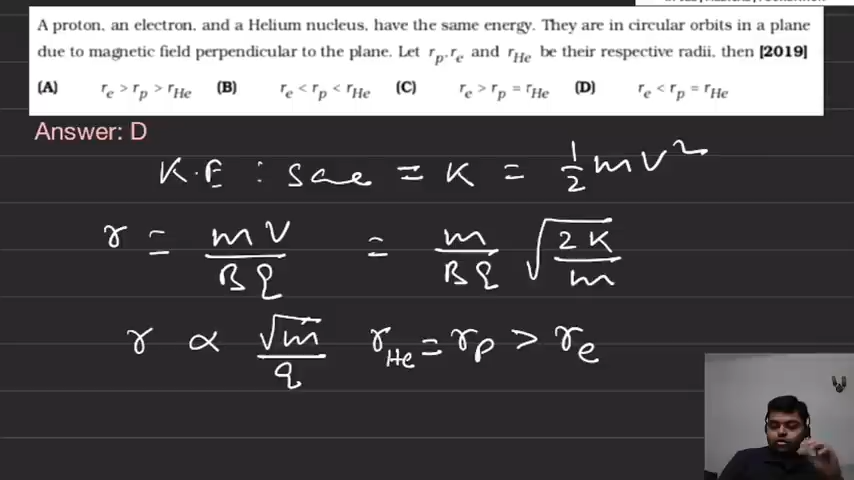 A proton, an electron, and a Helium nucleus, have the same energy. They are in circular orbits in a plane
due to magnetic field perpendicular to the plane. Let r_p, r_e and r_He be their respective radii, then [2019]
(A) r_e > r_p > r_He (B) r_e < r_p < r_He (C) r_e > r_p = r_He (D) r_e < r_p = r_He
Answer: D
K.E : Same = K = 1/2 mv²
r = mV/Bq = m/Bq √(2K/m)
r ∝ √m/q r_He = r_p > r_e